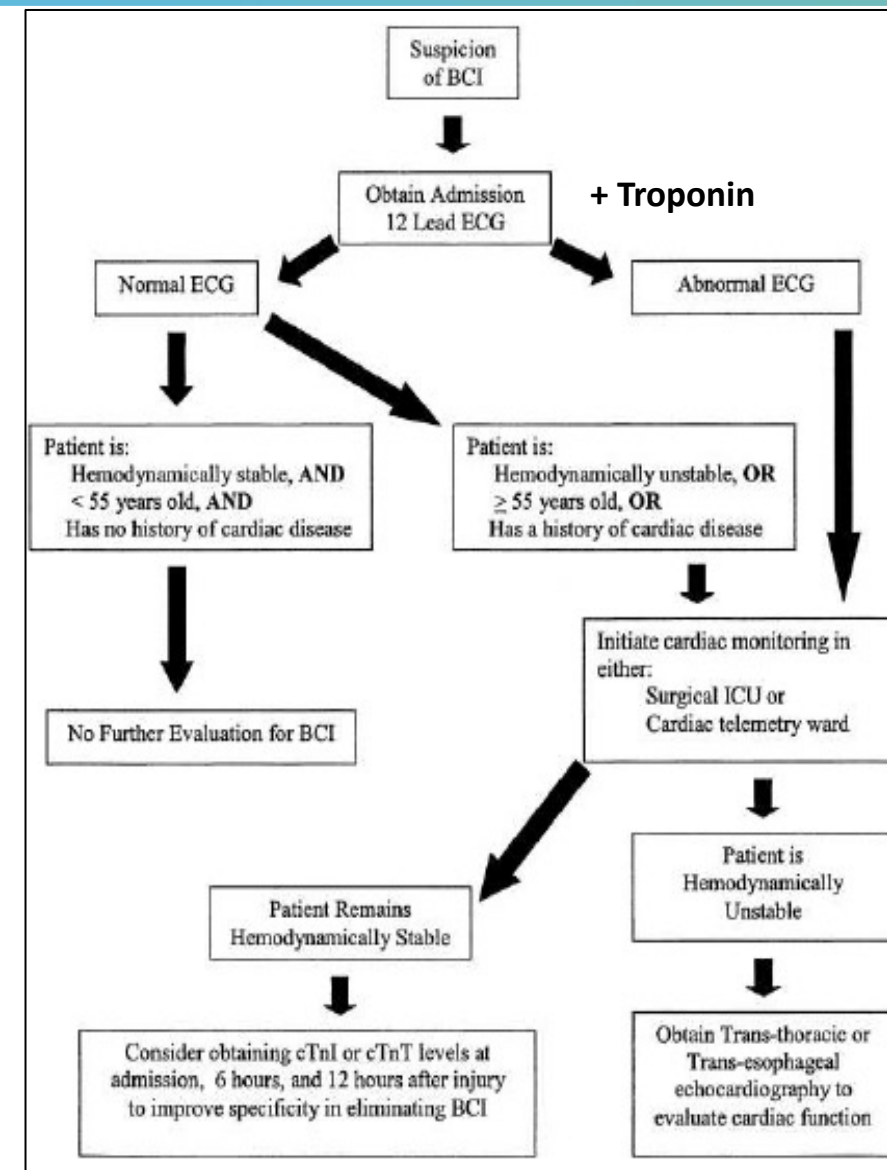 Suspicion
of BCI
Obtain Admission
12 Lead ECG
+ Troponin
Normal ECG
Abnormal ECG
Patient is:
Hemodynamically stable, AND
< 55 years old, AND
Has no history of cardiac disease
Patient is:
Hemodynamically unstable, OR
≥ 55 years old, OR
Has a history of cardiac disease
Initiate cardiac monitoring in
either:
Surgical ICU or
Cardiac telemetry ward
No Further Evaluation for BCI
Patient is
Hemodynamically
Unstable
Patient Remains
Hemodynamically Stable
Consider obtaining cTnI or cTnT levels at
admission, 6 hours, and 12 hours after injury
to improve specificity in eliminating BCI
Obtain Trans-thoracic or
Trans-esophageal
echocardiography to
evaluate cardiac function